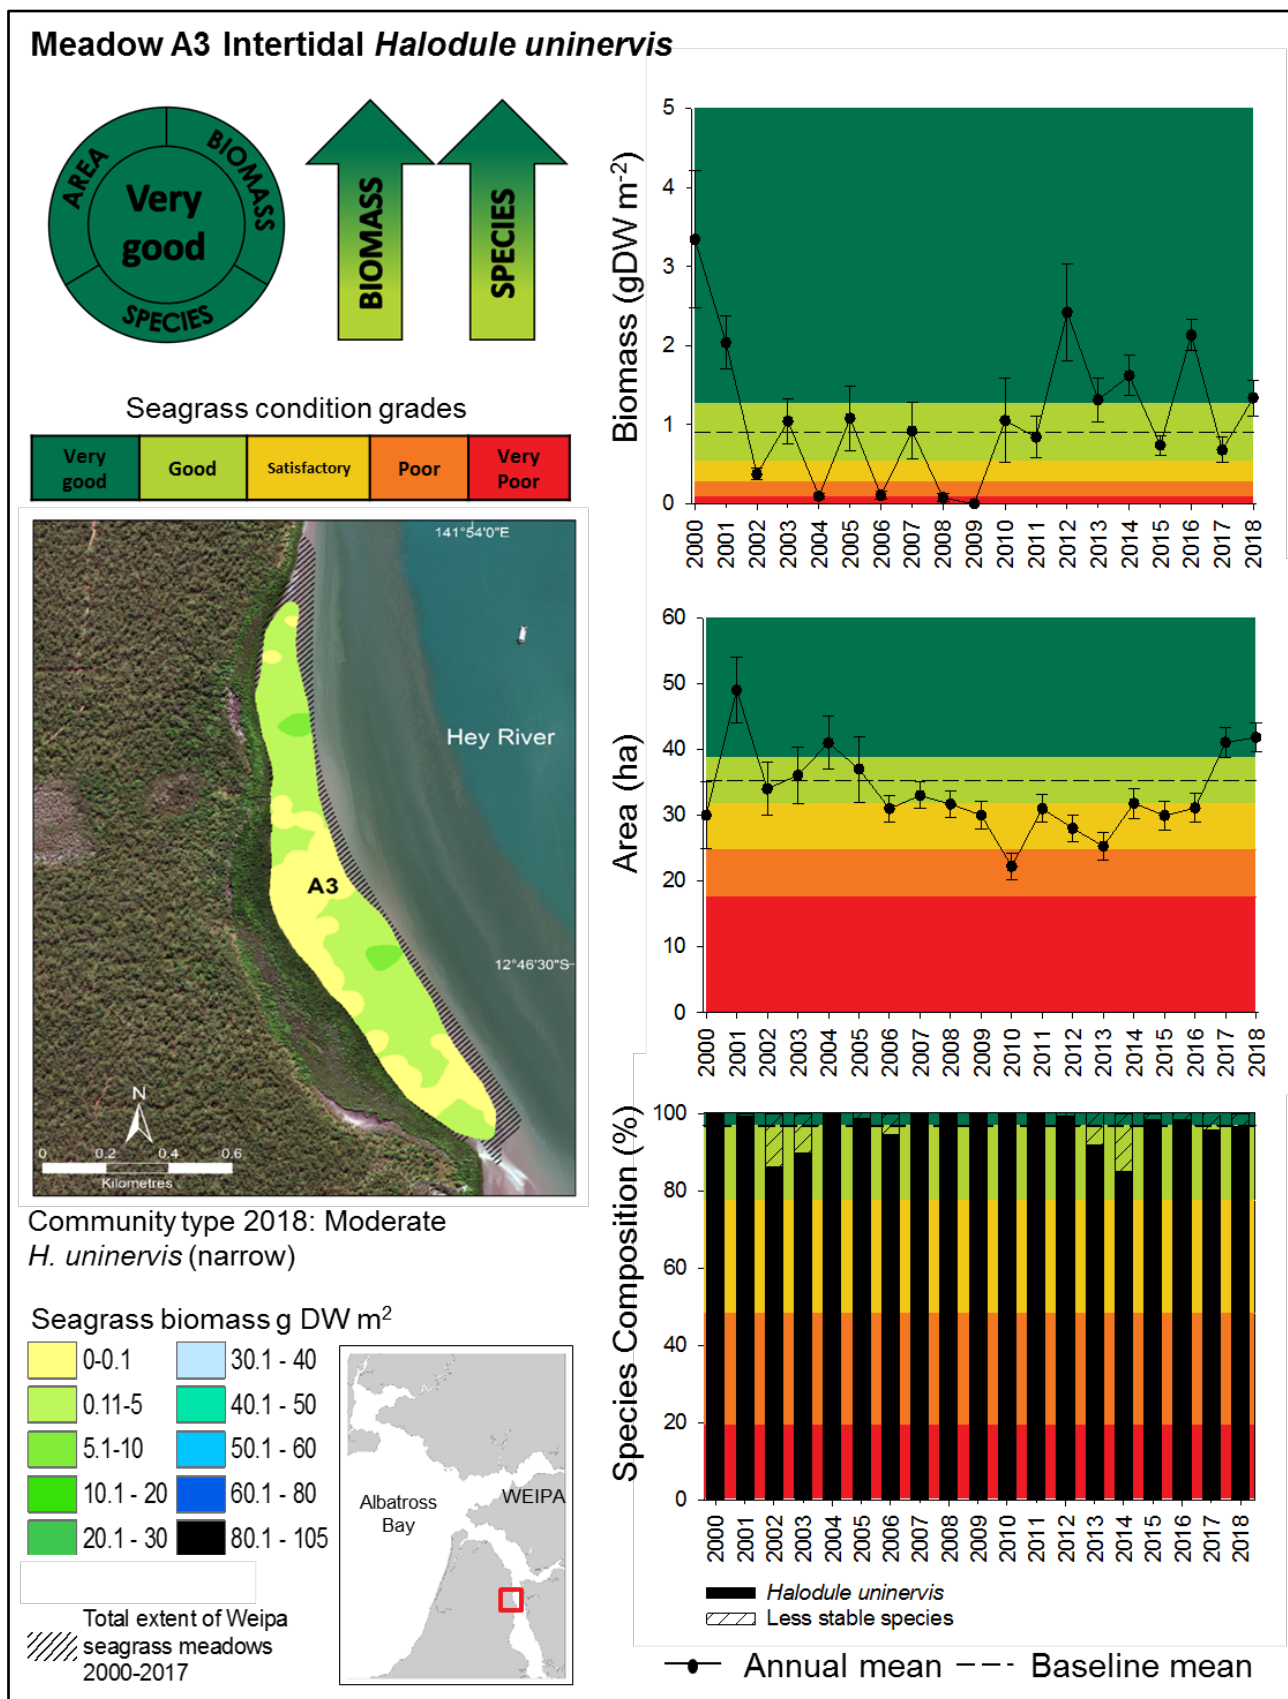 Meadow A3 Intertidal Halodule uninervis
AREA
BIOMASS
SPECIES
Very
good
BIOMASS
SPECIES
Seagrass condition grades
Very good
Good
Satisfactory
Poor
Very Poor
141°54'0"E
Hey River
A3
12°46'30"S
N
0 0.2 0.4 0.6
Kilometres
Community type 2018: Moderate
H. uninervis (narrow)
Seagrass biomass g DW m2
0-0.1
0.11-5
5.1-10
10.1 - 20
20.1 - 30
30.1 - 40
40.1 - 50
50.1 - 60
60.1 - 80
80.1 - 105
Total extent of Weipa
seagrass meadows
2000-2017
Albatross
Bay
WEIPA
Biomass (gDW m-2)
5
4
3
2
1
0
2000 2001 2002 2003 2004 2005 2006 2007 2008 2009 2010 2011 2012 2013 2014 2015 2016 2017 2018
Area (ha)
60
50
40
30
20
10
0
2000 2001 2002 2003 2004 2005 2006 2007 2008 2009 2010 2011 2012 2013 2014 2015 2016 2017 2018
Species Composition (%)
100
80
60
40
20
0
2000 2001 2002 2003 2004 2005 2006 2007 2008 2009 2010 2011 2012 2013 2014 2015 2016 2017 2018
Halodule uninervis
Less stable species
Annual mean
Baseline mean